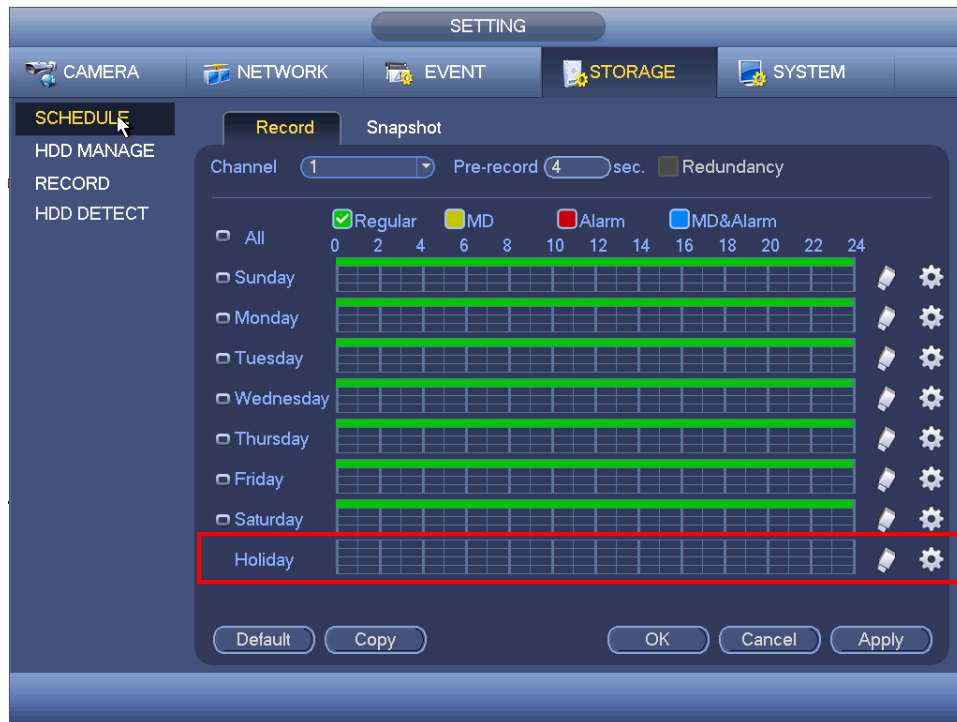 SETTING
CAMERA NETWORK EVENT STORAGE SYSTEM
SCHEDULE
HDD MANAGE
RECORD
HDD DETECT
Record Snapshot
Channel 1 Pre-record 4 sec. Redundancy
Regular MD Alarm MD&Alarm
All
0 2 4 6 8 10 12 14 16 18 20 22 24
Sunday
Monday
Tuesday
Wednesday
Thursday
Friday
Saturday
Holiday
Default Copy OK Cancel Apply